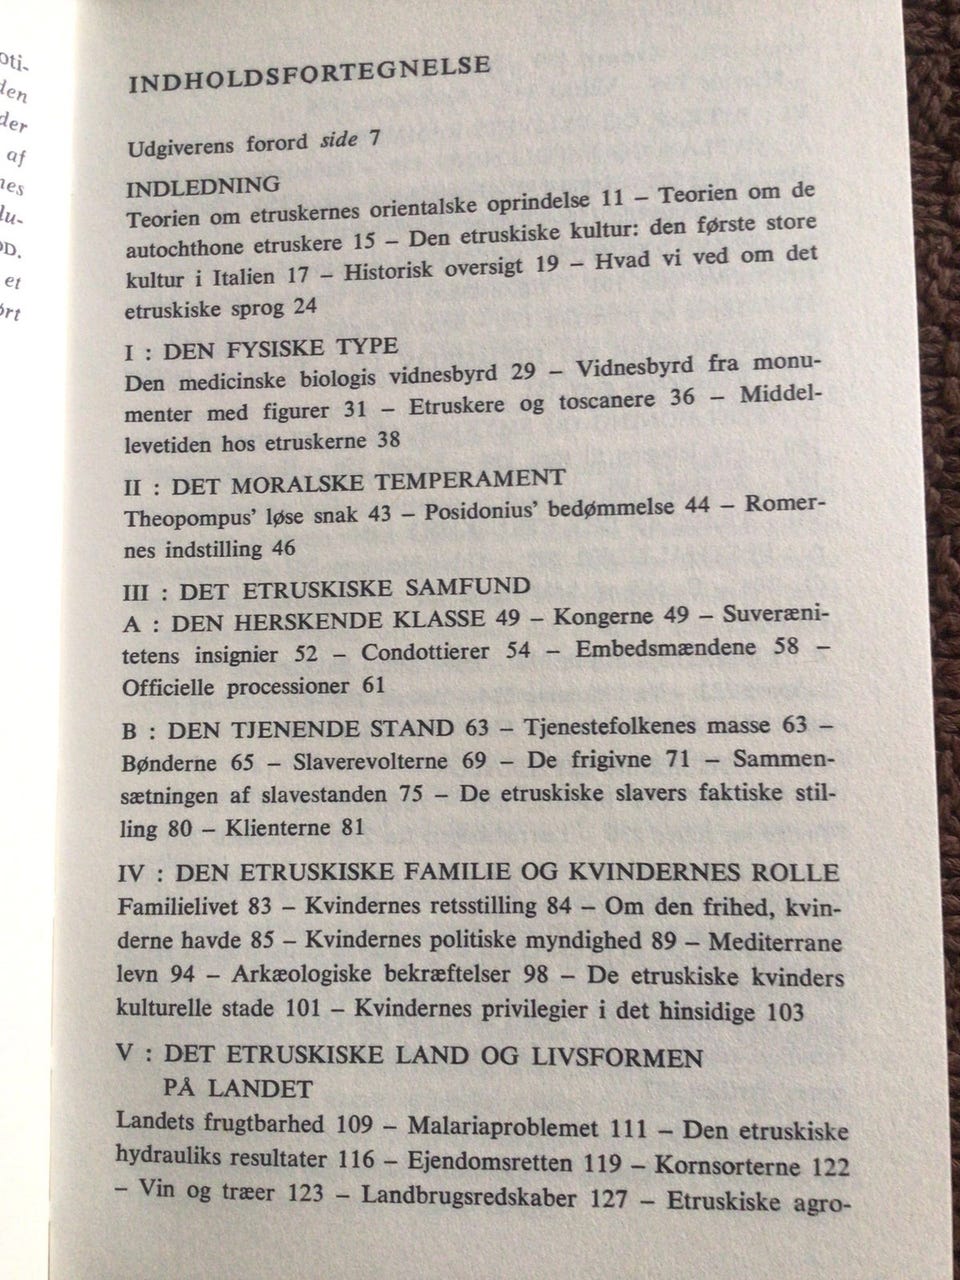 oti-
den
der
af
nes
lu-
DD.
et
ørt
INDHOLDSFORTEGNELSE
Udgiverens forord side 7
INDLEDNING
Teorien om etruskernes orientalske oprindelse 11 – Teorien om de
autochthone etruskere 15 – Den etruskiske kultur: den første store
kultur i Italien 17 – Historisk oversigt 19 – Hvad vi ved om det
etruskiske sprog 24
I : DEN FYSISKE TYPE
Den medicinske biologis vidnesbyrd 29 – Vidnesbyrd fra monu-
menter med figurer 31 – Etruskere og toscanere 36 – Middel-
levetiden hos etruskerne 38
II : DET MORALSKE TEMPERAMENT
Theopompus’ løse snak 43 – Posidonius’ bedømmelse 44 – Romer-
nes indstilling 46
III : DET ETRUSKISKE SAMFUND
A : DEN HERSKENDE KLASSE 49 – Kongerne 49 – Suveræni-
tetens insignier 52 – Condottierer 54 – Embedsmændene 58 –
Officielle processioner 61
B : DEN TJENENDE STAND 63 – Tjenestefolkenes masse 63 –
Bønderne 65 – Slaverevolterne 69 – De frigivne 71 – Sammen-
sætningen af slavestanden 75 – De etruskiske slavers faktiske stil-
ling 80 – Klienterne 81
IV : DEN ETRUSKISKE FAMILIE OG KVINDERNES ROLLE
Familielivet 83 – Kvindernes retsstilling 84 – Om den frihed, kvin-
derne havde 85 – Kvindernes politiske myndighed 89 – Mediterrane
levn 94 – Arkæologiske bekræftelser 98 – De etruskiske kvinders
kulturelle stade 101 – Kvindernes privilegier i det hinsidige 103
V : DET ETRUSKISKE LAND OG LIVSFORMEN
PÅ LANDET
Landets frugtbarhed 109 – Malariaproblemet 111 – Den etruskiske
hydrauliks resultater 116 – Ejendomsretten 119 – Kornsorterne 122
– Vin og træer 123 – Landbrugsredskaber 127 – Etruskiske agro-